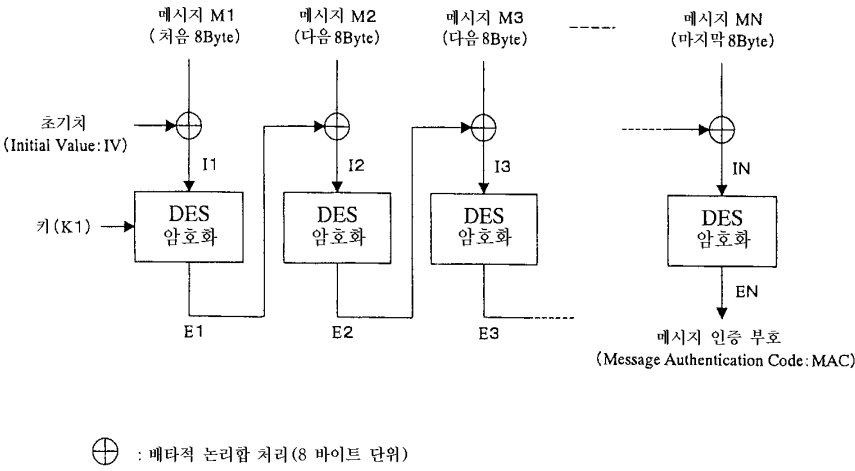 메시지 M1
(처음 8Byte)
메시지 M2
(다음 8Byte)
메시지 M3
(다음 8Byte)
메시지 MN
(마지막 8Byte)
초기치
(Initial Value: IV)
I1
I2
I3
IN
키(K1)
DES
암호화
DES
암호화
DES
암호화
DES
암호화
E1
E2
E3
EN
메시지 인증 부호
(Message Authentication Code: MAC)
: 배타적 논리합 처리(8 바이트 단위)